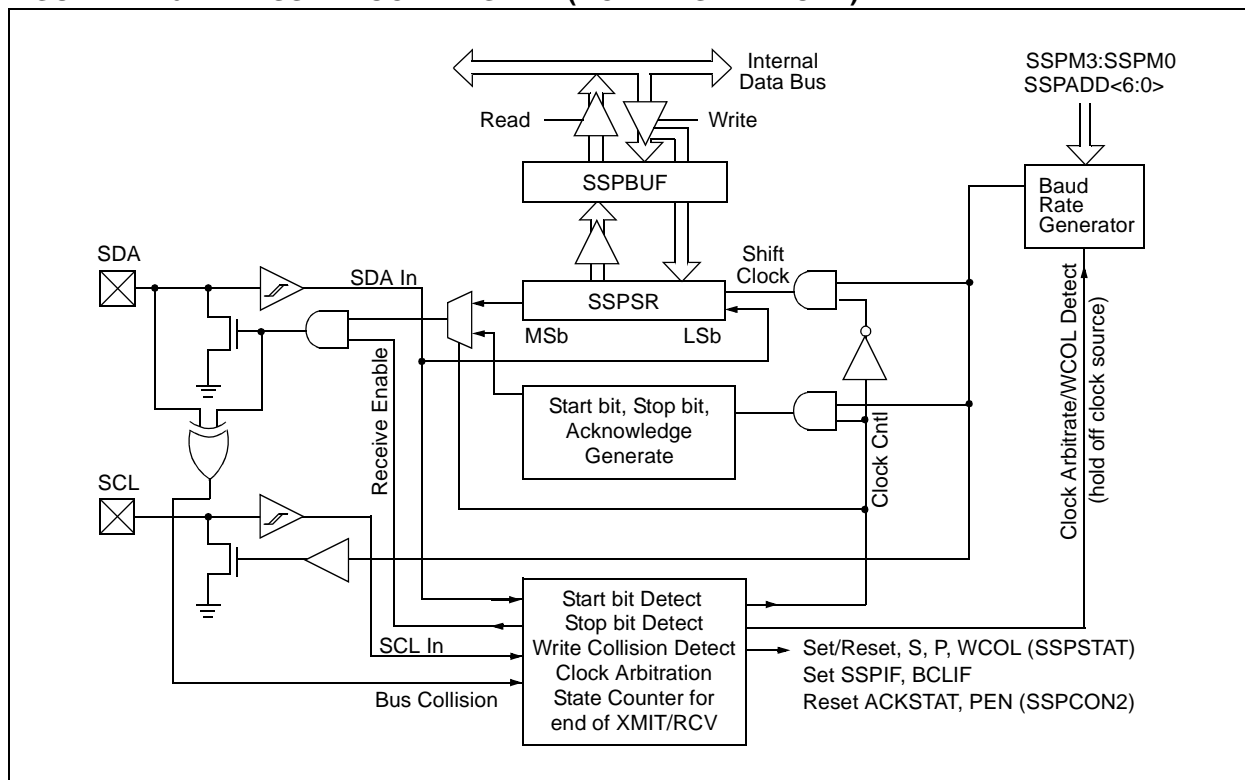 Internal
Data Bus
SSPM3:SSPM0
SSPADD<6:0>
Read
Write
SSPBUF
Baud
Rate
Generator
SDA
SDA In
Shift
Clock
SSPSR
MSb
LSb
Start bit, Stop bit,
Acknowledge
Generate
Receive Enable
Clock Cntl
Clock Arbitrate/WCOL Detect
(hold off clock source)
SCL
SCL In
Bus Collision
Start bit Detect
Stop bit Detect
Write Collision Detect
Clock Arbitration
State Counter for
end of XMIT/RCV
Set/Reset, S, P, WCOL (SSPSTAT)
Set SSPIF, BCLIF
Reset ACKSTAT, PEN (SSPCON2)